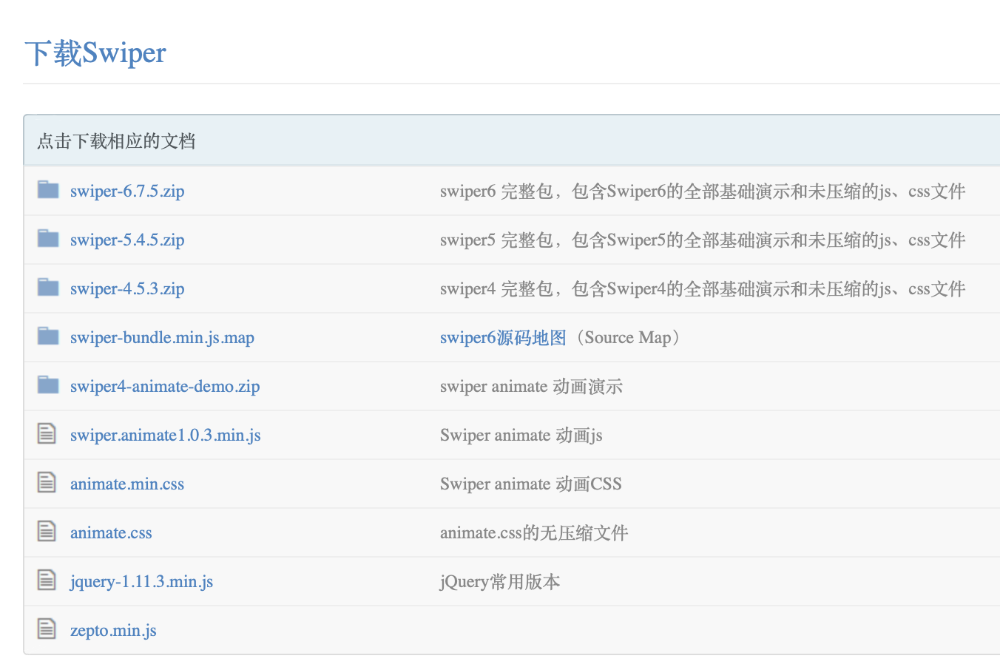 下载Swiper
点击下载相应的文档
swiper-6.7.5.zip swiper6 完整包，包含Swiper6的全部基础演示和未压缩的js、css文件
swiper-5.4.5.zip swiper5 完整包，包含Swiper5的全部基础演示和未压缩的js、css文件
swiper-4.5.3.zip swiper4 完整包，包含Swiper4的全部基础演示和未压缩的js、css文件
swiper-bundle.min.js.map swiper6源码地图（Source Map）
swiper4-animate-demo.zip swiper animate 动画演示
swiper.animate1.0.3.min.js Swiper animate 动画js
animate.min.css Swiper animate 动画CSS
animate.css animate.css的无压缩文件
jquery-1.11.3.min.js jQuery常用版本
zepto.min.js